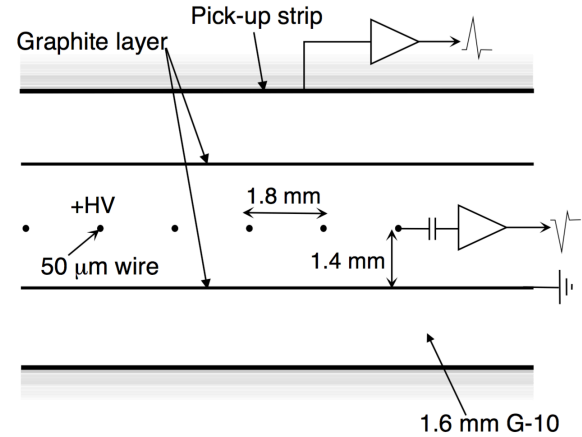 Pick-up strip
Graphite layer
+HV
1.8 mm
50 μm wire
1.4 mm
1.6 mm G-10